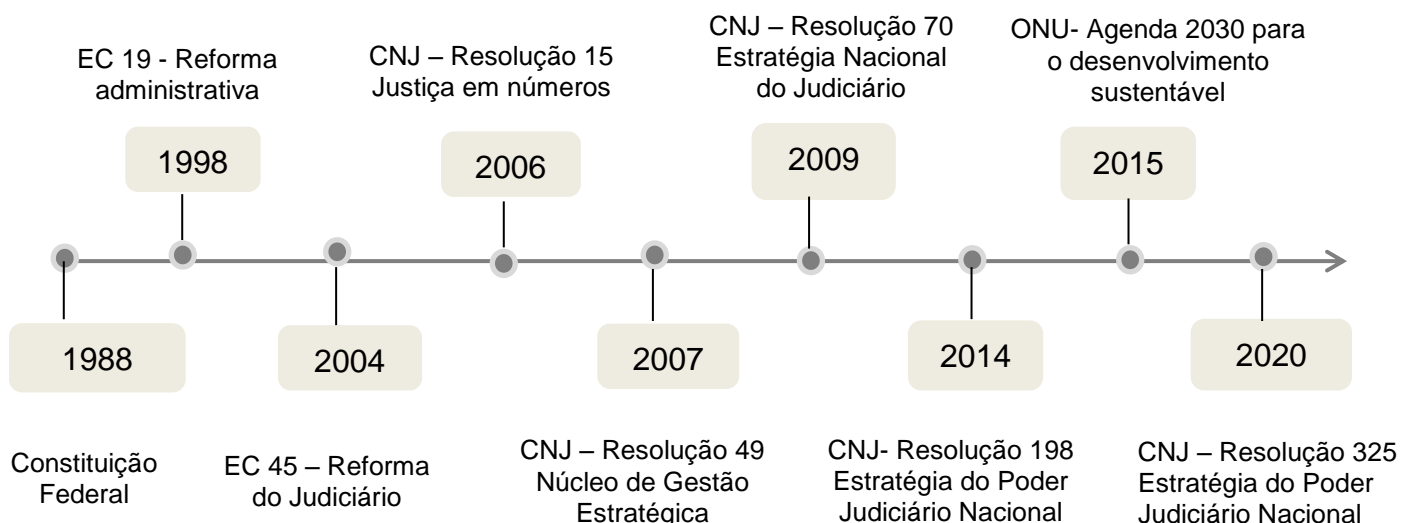 EC 19 - Reforma
administrativa
1998
CNJ – Resolução 15
Justiça em números
2006
CNJ – Resolução 70
Estratégia Nacional
do Judiciário
2009
ONU- Agenda 2030 para
o desenvolvimento
sustentável
2015
1988
Constituição
Federal
2004
EC 45 – Reforma
do Judiciário
2007
CNJ – Resolução 49
Núcleo de Gestão
Estratégica
2014
CNJ- Resolução 198
Estratégia do Poder
Judiciário Nacional
2020
CNJ – Resolução 325
Estratégia do Poder
Judiciário Nacional